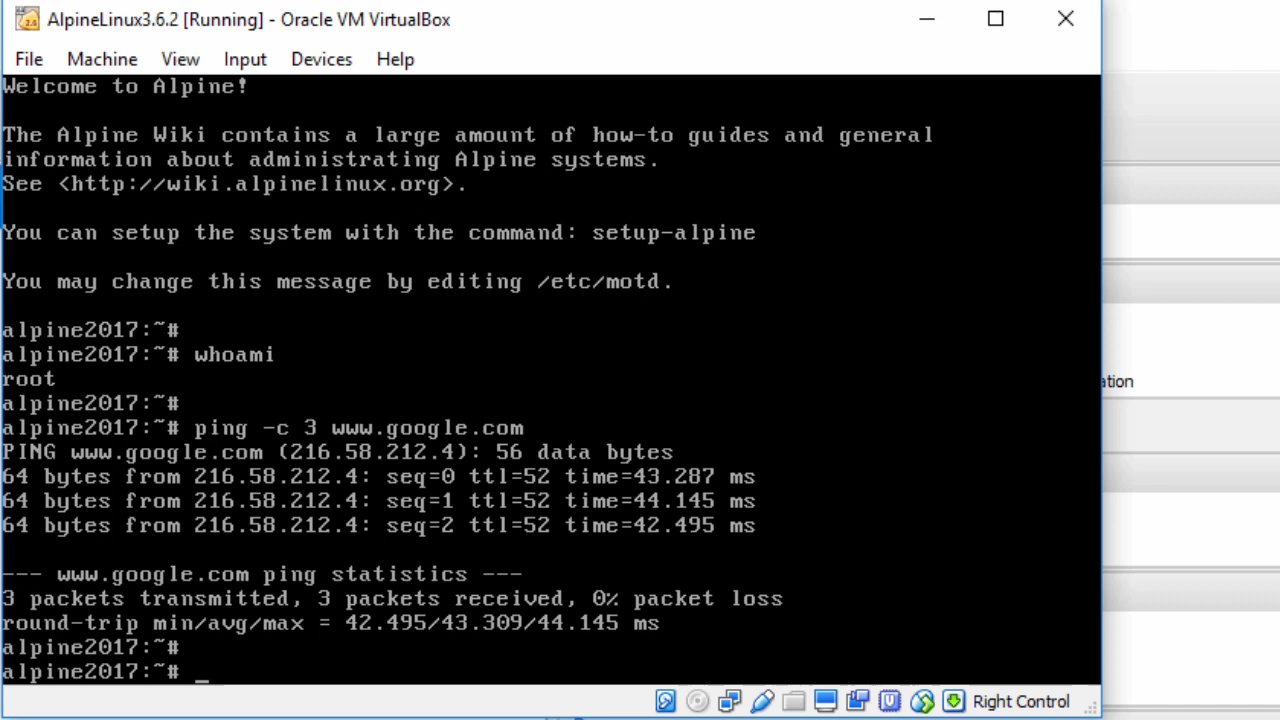 AlpineLinux3.6.2 [Running] - Oracle VM VirtualBox
File Machine View Input Devices Help
Welcome to Alpine!
The Alpine Wiki contains a large amount of how-to guides and general
information about administrating Alpine systems.
See <http://wiki.alpinelinux.org>.
You can setup the system with the command: setup-alpine
You may change this message by editing /etc/motd.
alpine2017:~#
alpine2017:~# whoami
root
alpine2017:~#
alpine2017:~# ping -c 3 www.google.com
PING www.google.com (216.58.212.4): 56 data bytes
64 bytes from 216.58.212.4: seq=0 ttl=52 time=43.287 ms
64 bytes from 216.58.212.4: seq=1 ttl=52 time=44.145 ms
64 bytes from 216.58.212.4: seq=2 ttl=52 time=42.495 ms
--- www.google.com ping statistics ---
3 packets transmitted, 3 packets received, 0% packet loss
round-trip min/avg/max = 42.495/43.309/44.145 ms
alpine2017:~#
alpine2017:~# _
Right Control